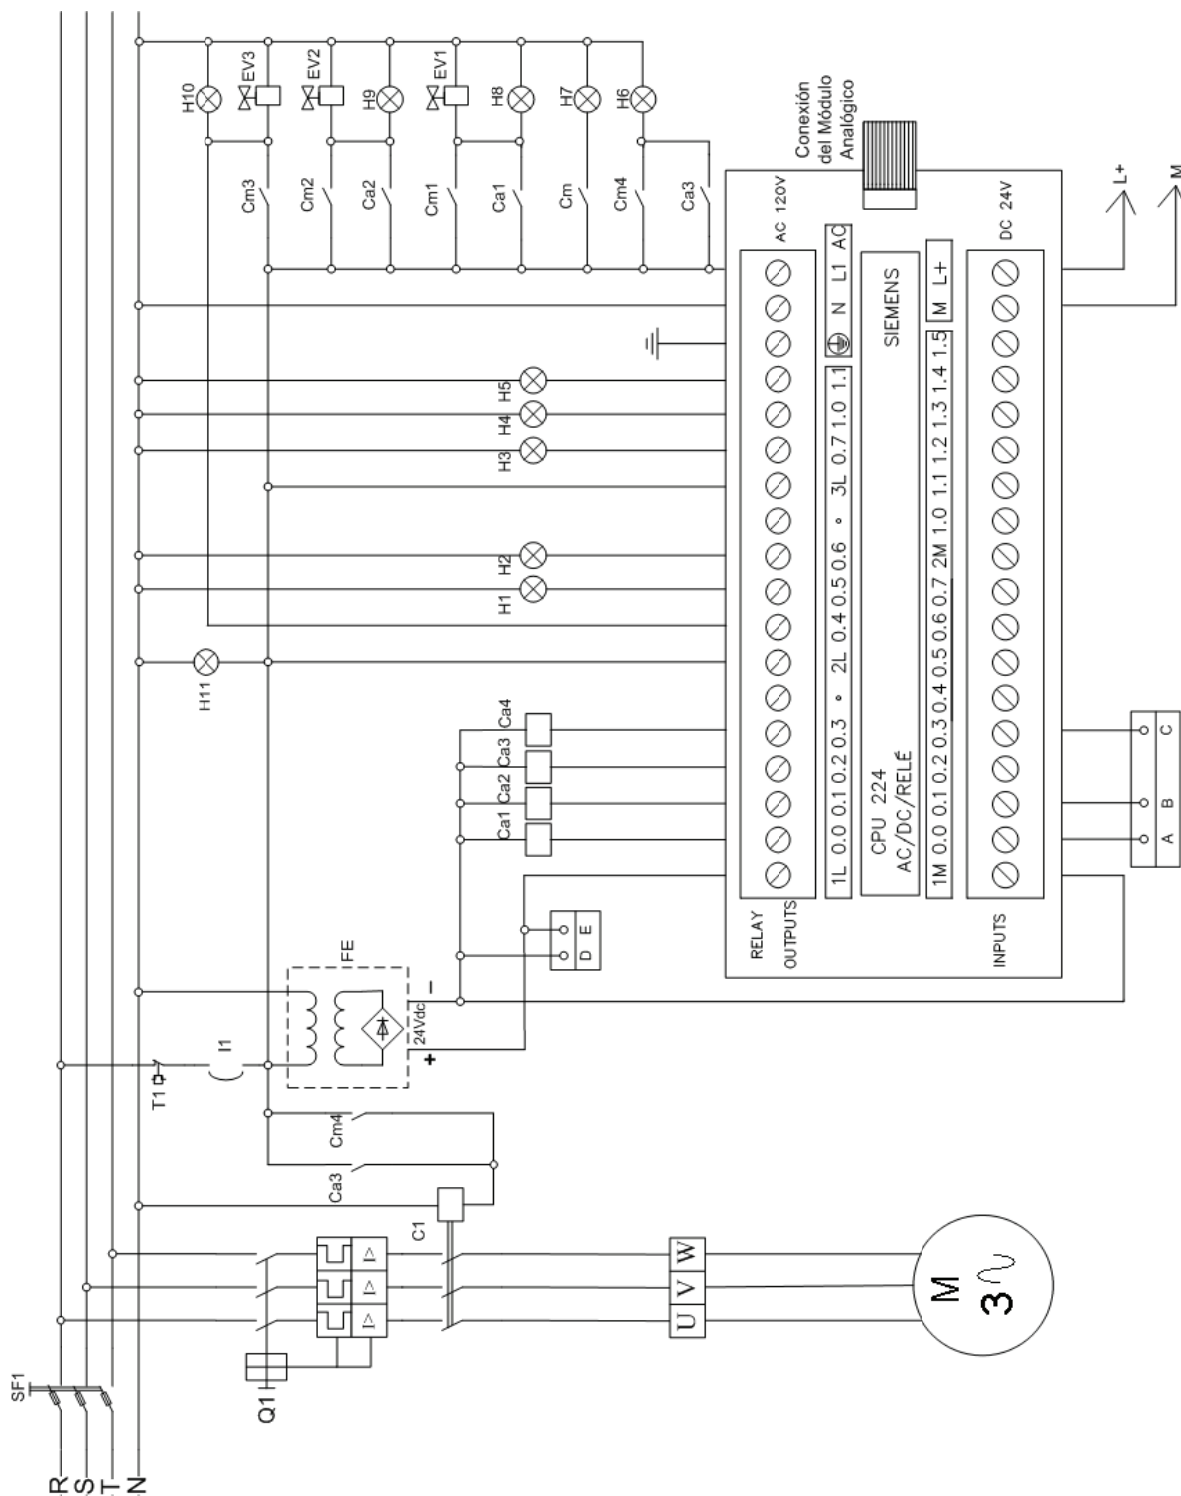 R
S
T
N
SF1
Q1
U V W
M
3
C1
Ca3
Cm4
T1
I1
FE
24Vdc
+
−
D E
H11
Ca1 Ca2 Ca3 Ca4
H1
H2
H3
H4
H5
H10
EV3
EV2
H9
EV1
H8
H7
H6
Cm3
Cm2
Ca2
Cm1
Ca1
Cm
Cm4
Ca3
Conexión
del Módulo
Analógico
RELAY
OUTPUTS
AC 120V
1L 0.0 0.1 0.2 0.3 ∘ 2L 0.4 0.5 0.6 ∘ 3L 0.7 1.0 1.1 N L1 AC
CPU 224
AC/DC/RELÉ
SIEMENS
1M 0.0 0.1 0.2 0.3 0.4 0.5 0.6 0.7 2M 1.0 1.1 1.2 1.3 1.4 1.5 M L+
INPUTS
DC 24V
A B C
L+
M
I> I> I>